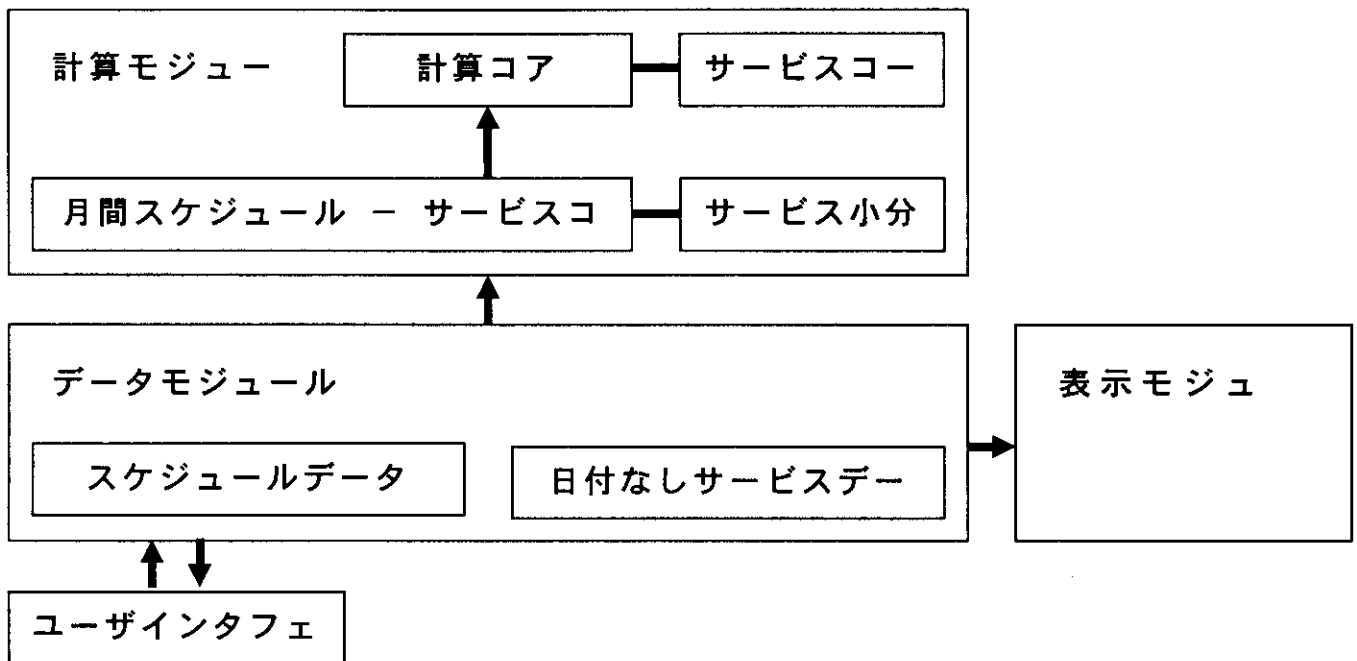 計算モジュー
計算コア
サービスコー
月間スケジュール － サービスコ
サービス小分
データモジュール
表示モジュ
スケジュールデータ
日付なしサービスデー
ユーザインタフェ